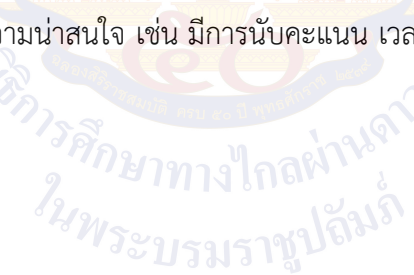 ามน่าสนใจ เช่น มีการนับคะแนน เวล
การศึกษาทางไกลผ่านดา
ในพระบรมราชูปถัมภ์